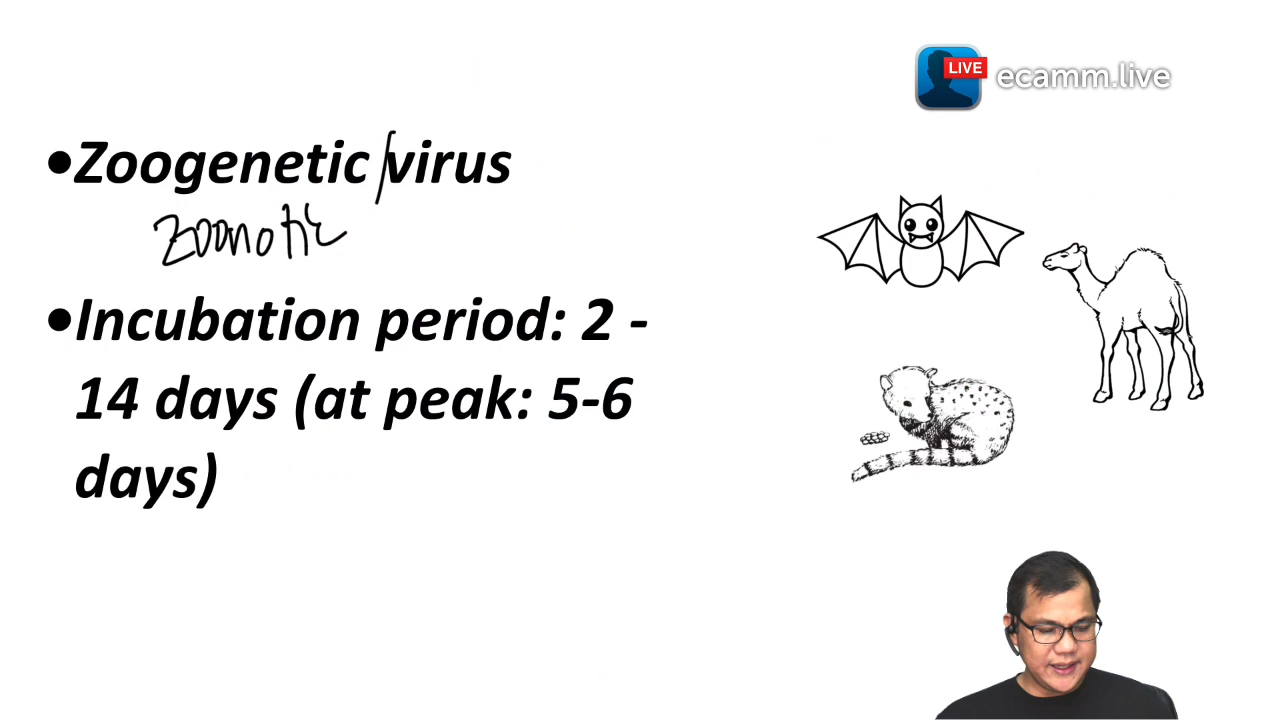 LIVE ecamm.live
•Zoogenetic /virus
zoonotic
•Incubation period: 2 -
14 days (at peak: 5-6
days)